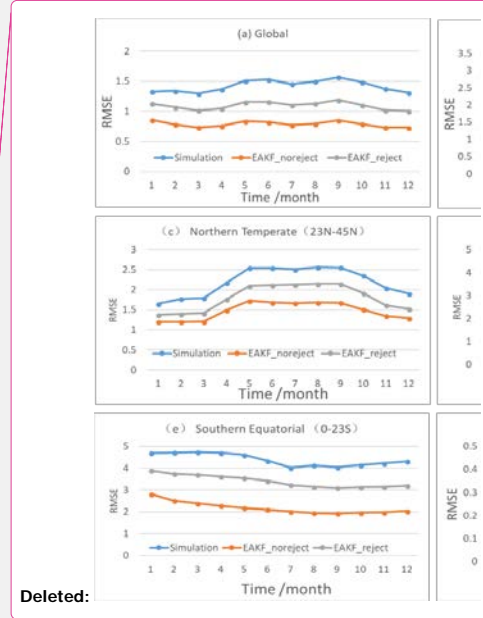 (a) Global
2
1.5
1
0.5
0
RMSE
Simulation EAKF_noreject EAKF_reject
1 2 3 4 5 6 7 8 9 10 11 12
Time /month
3.5
3
2.5
2
1.5
1
0.5
0
RMSE
(c) Northern Temperate (23N-45N)
3
2.5
2
1.5
1
0.5
0
RMSE
Simulation EAKF_noreject EAKF_reject
1 2 3 4 5 6 7 8 9 10 11 12
Time /month
5
4
3
2
1
0
RMSE
(e) Southern Equatorial (0-23S)
5
4
3
2
1
0
RMSE
Simulation EAKF_noreject EAKF_reject
1 2 3 4 5 6 7 8 9 10 11 12
Time /month
0.5
0.4
0.3
0.2
0.1
0
RMSE
Deleted: